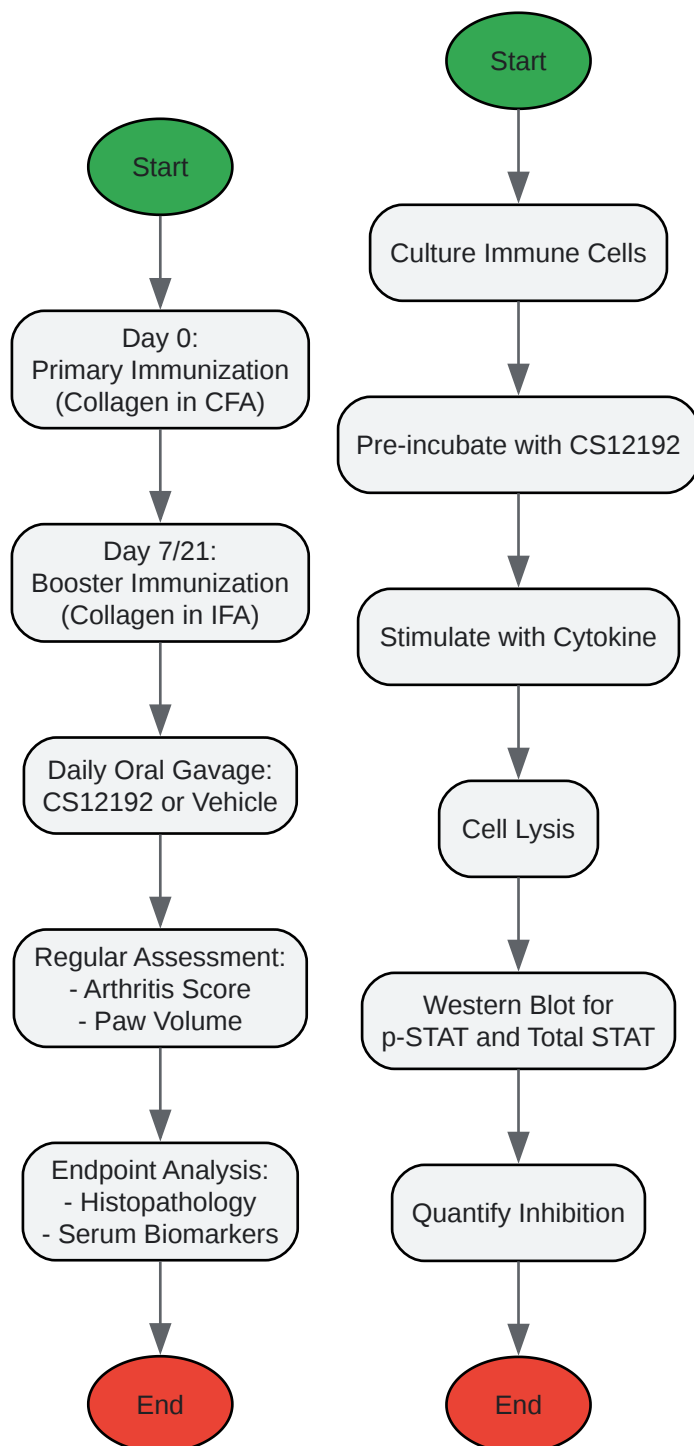 Start
Day 0:
Primary Immunization
(Collagen in CFA)
Day 7/21:
Booster Immunization
(Collagen in IFA)
Daily Oral Gavage:
CS12192 or Vehicle
Regular Assessment:
- Arthritis Score
- Paw Volume
Endpoint Analysis:
- Histopathology
- Serum Biomarkers
End
Start
Culture Immune Cells
Pre-incubate with CS12192
Stimulate with Cytokine
Cell Lysis
Western Blot for
p-STAT and Total STAT
Quantify Inhibition
End